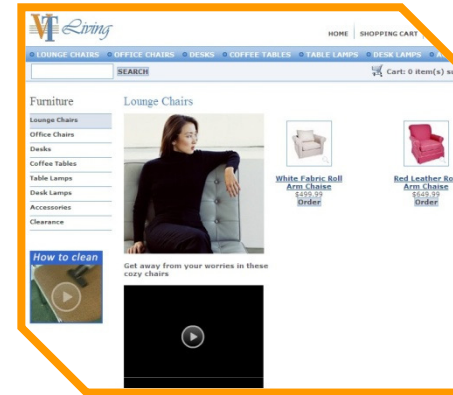 VT Living
HOME | SHOPPING CART |
LOUNGE CHAIRS OFFICE CHAIRS DESKS COFFEE TABLES TABLE LAMPS DESK LAMPS
SEARCH
Cart: 0 item(s)
Furniture
Lounge Chairs
Office Chairs
Desks
Coffee Tables
Table Lamps
Desk Lamps
Accessories
Clearance
How to clean
Lounge Chairs
Get away from your worries in these
cozy chairs
White Fabric Roll
Arm Chaise
$499.99
Order
Red Leather
Arm Chaise
$649.99
Order